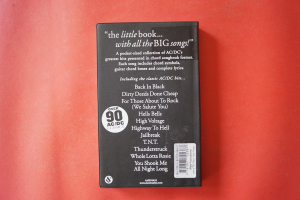 "the little book...
with all the BIG songs!"
A pocket-sized collection of AC/DC's
greatest hits presented in chord songbook format.
Each song includes chord symbols,
guitar chord boxes and complete lyrics.
Including the classic AC/DC hits...
Back In Black
Dirty Deeds Done Cheap
For Those About To Rock
(We Salute You)
Hells Bells
High Voltage
Highway To Hell
Jailbreak
T.N.T.
Thunderstruck
Whole Lotta Rosie
You Shook Me
All Night Long
90
AC/DC